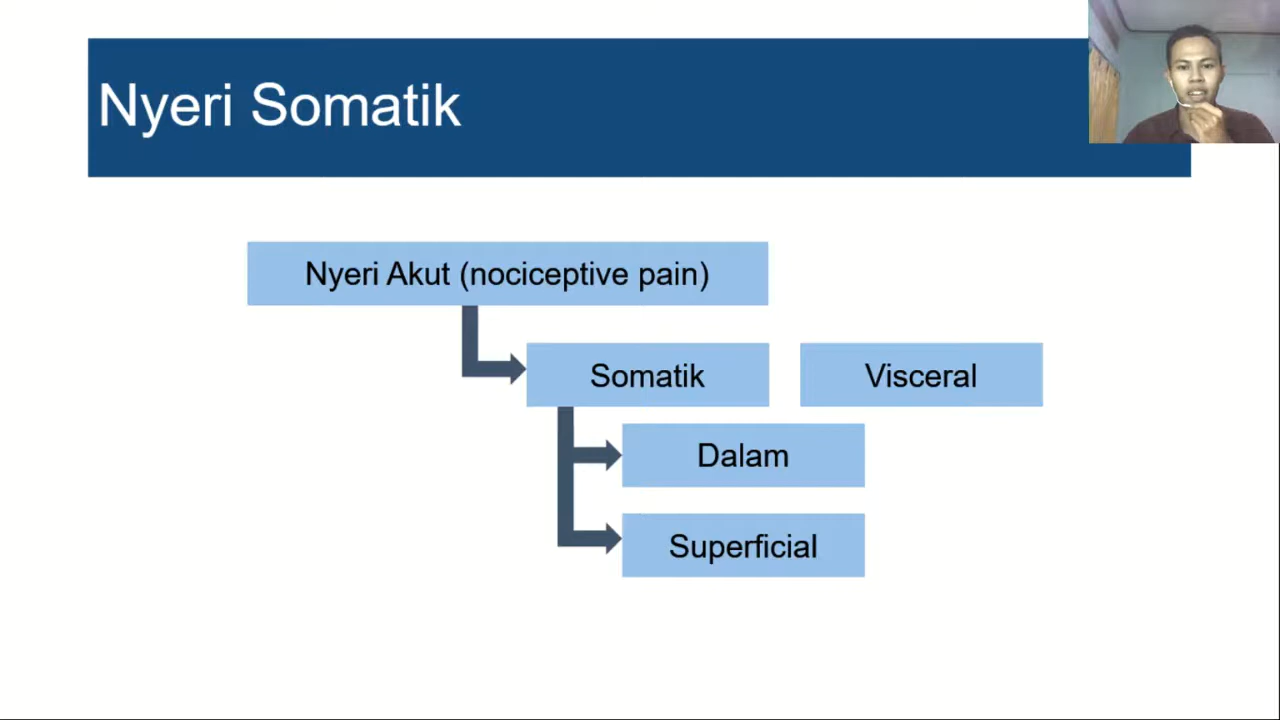 Nyeri Somatik
Nyeri Akut (nociceptive pain)
Somatik
Visceral
Dalam
Superficial